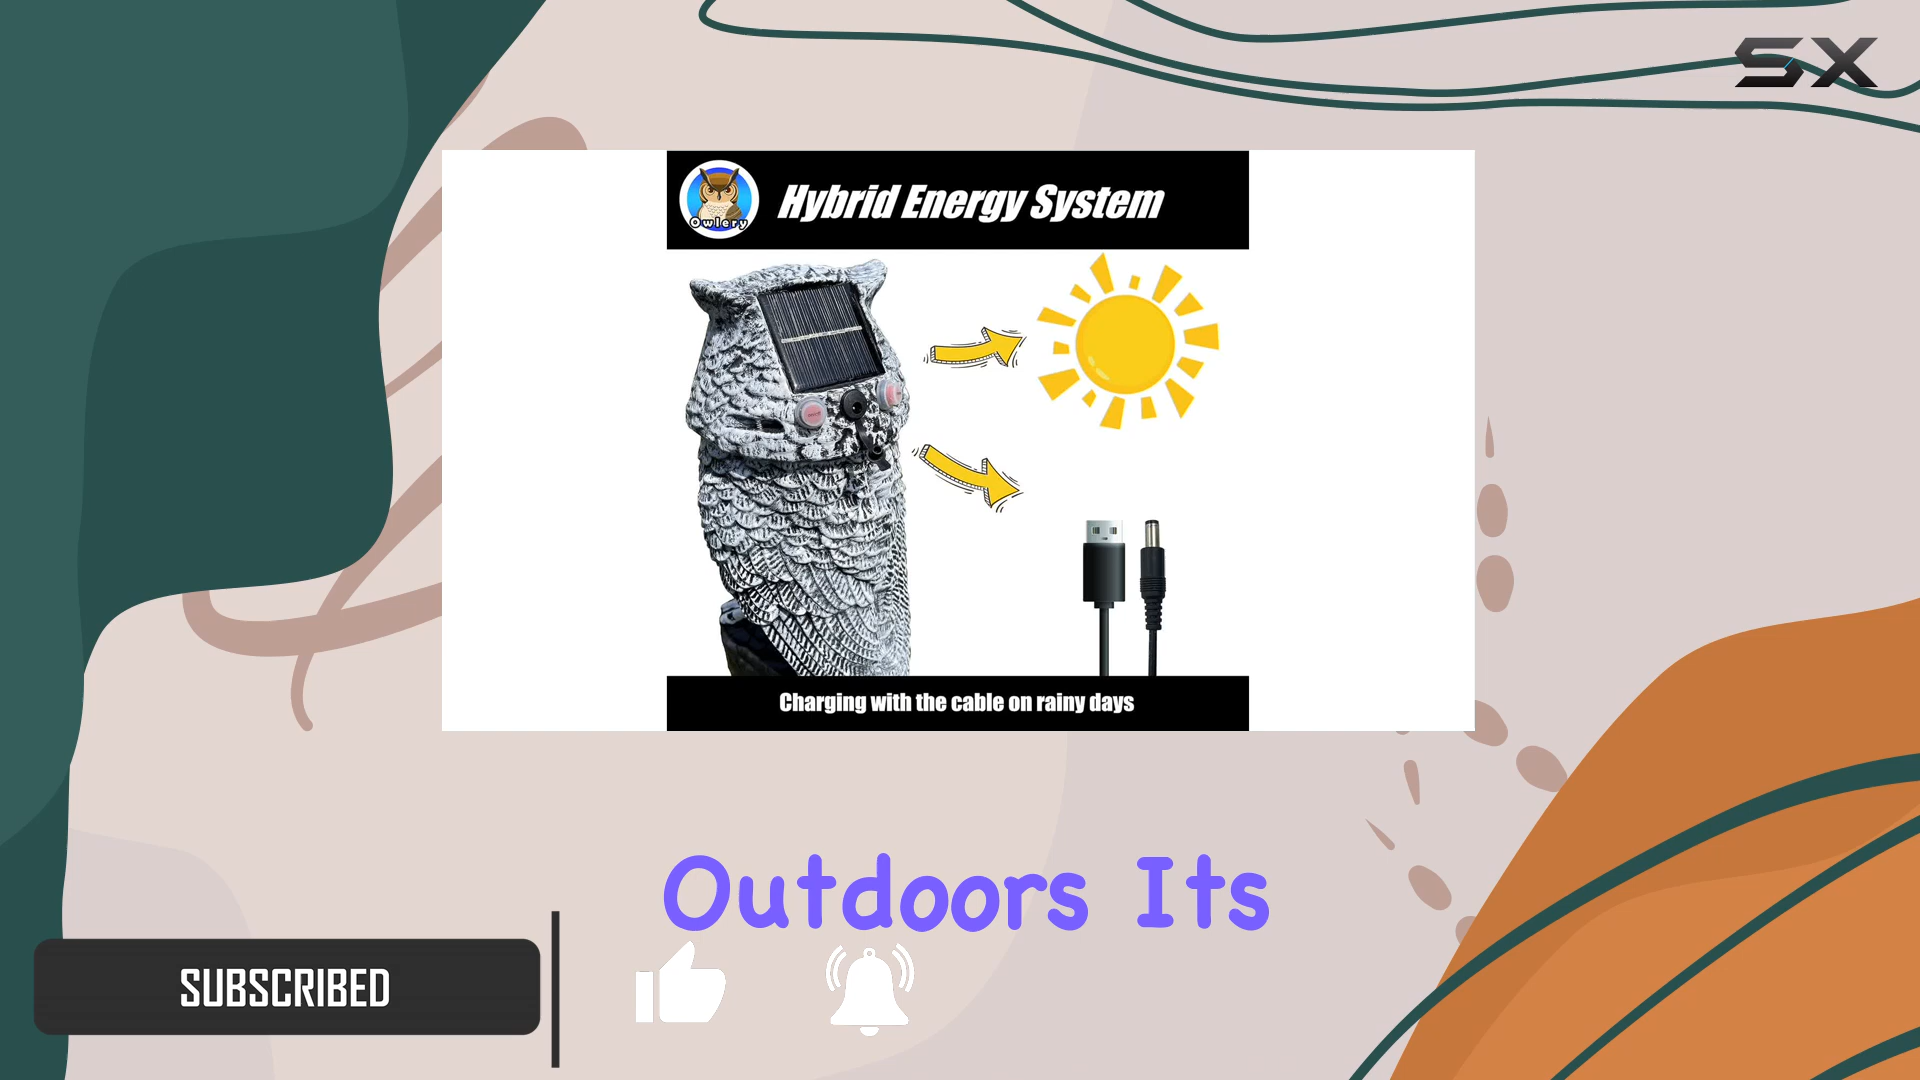 SX
Owlery
Hybrid Energy System
Charging with the cable on rainy days
Outdoors Its
SUBSCRIBED